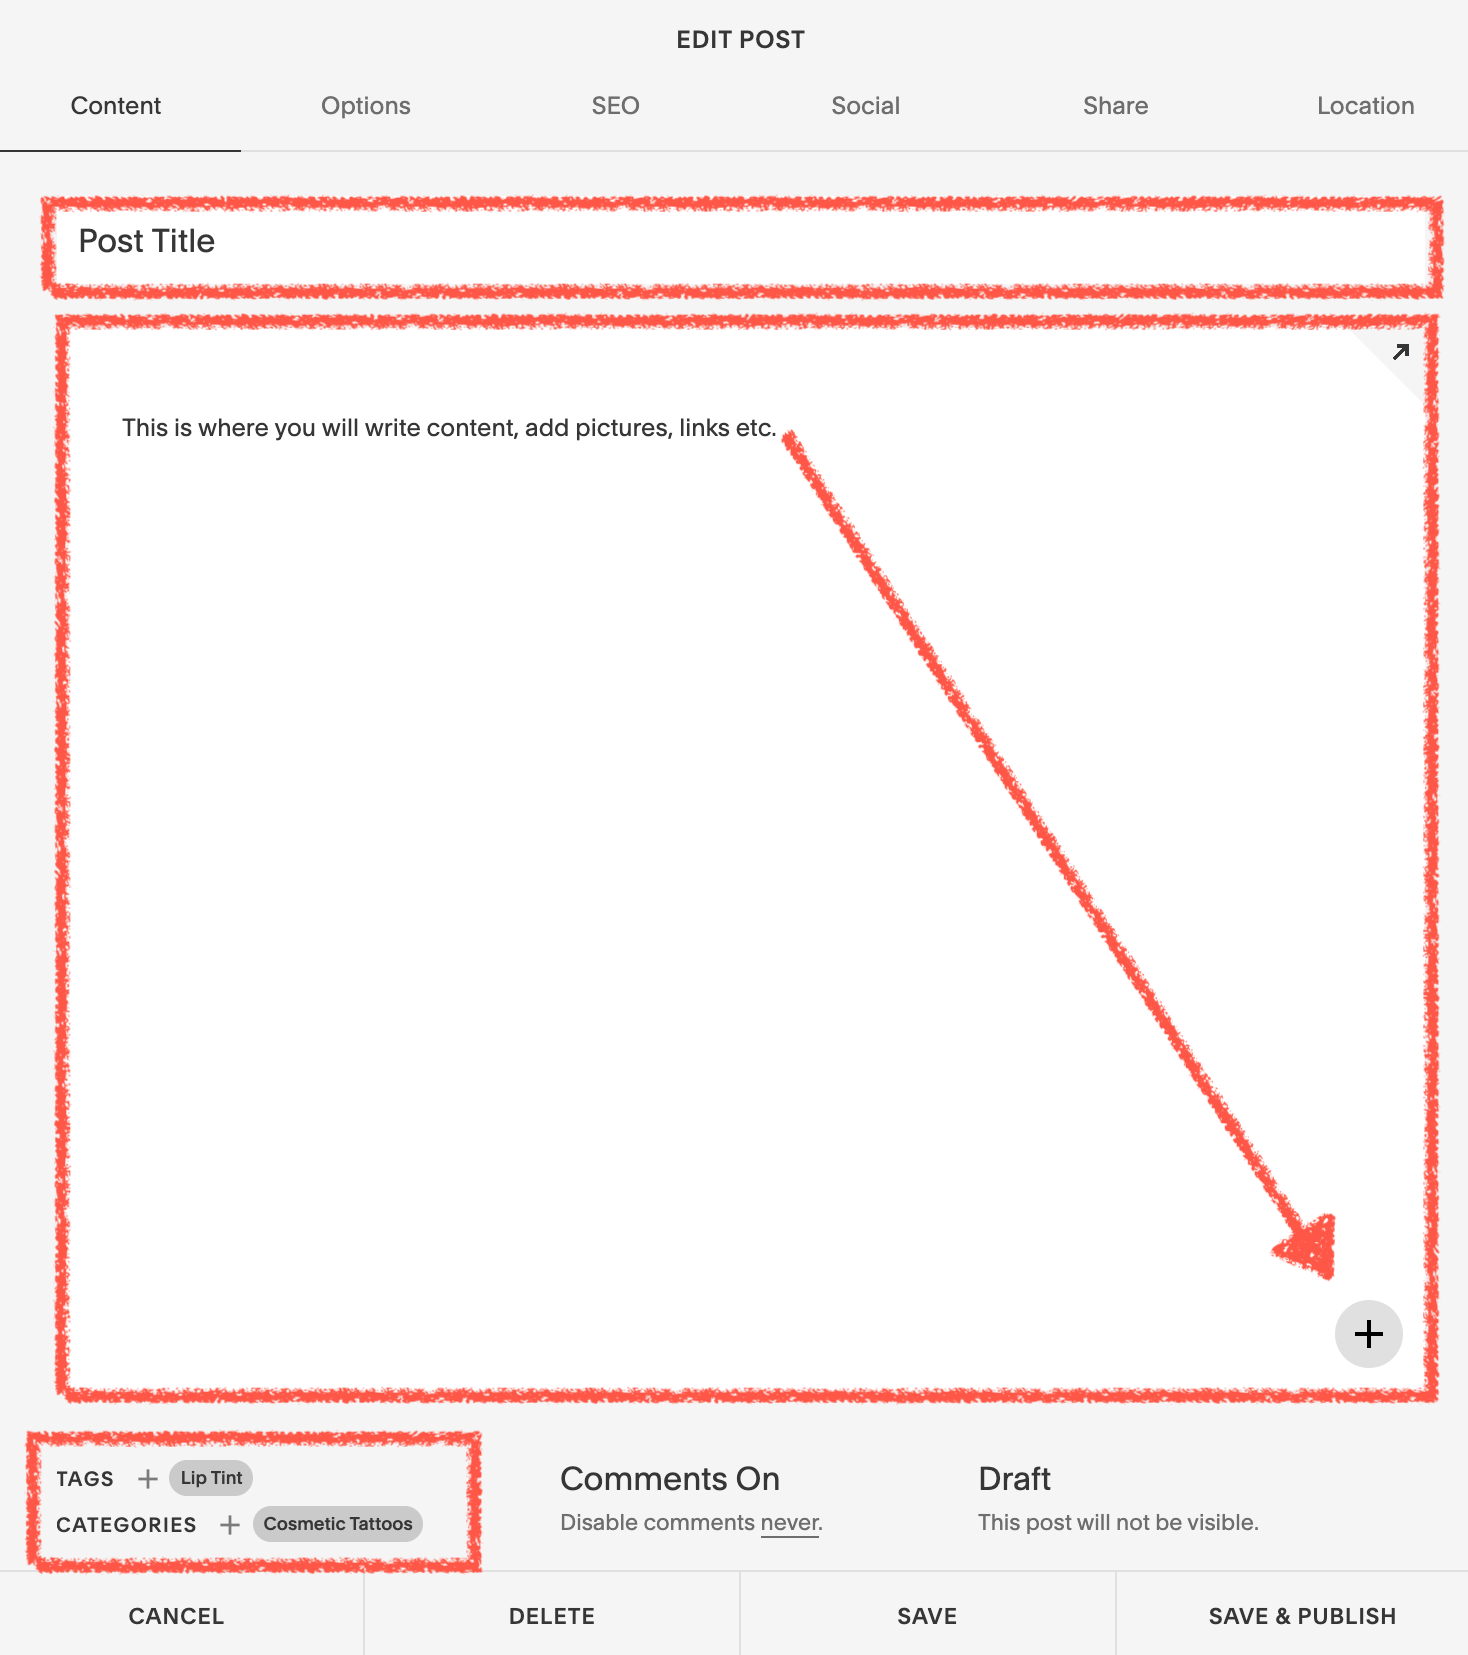 EDIT POST
Content Options SEO Social Share Location
Post Title
This is where you will write content, add pictures, links etc.
TAGS + Lip Tint
CATEGORIES + Cosmetic Tattoos
Comments On
Disable comments never.
Draft
This post will not be visible.
CANCEL DELETE SAVE SAVE & PUBLISH